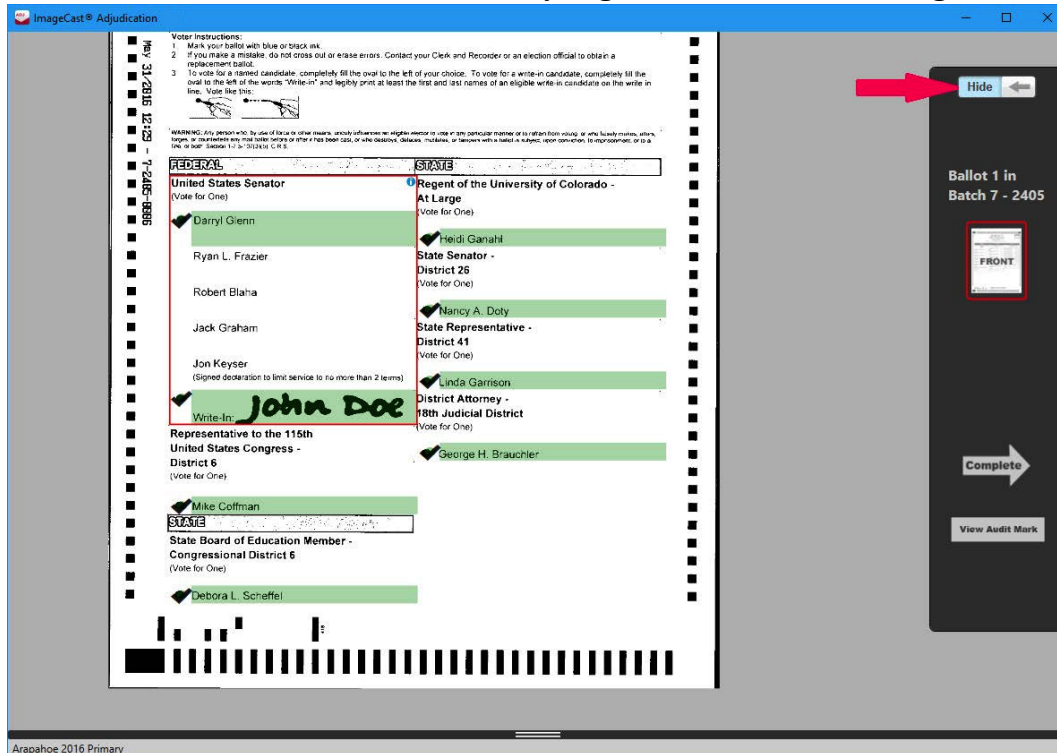 ImageCast® Adjudication
Voter Instructions:
1 Mark your ballot with blue or black ink.
2 If you make a mistake, do not cross out or erase errors. Contact your Clerk and Recorder or an election official to obtain a
replacement ballot.
3 To vote for a named candidate, completely fill the oval to the left of your choice. To vote for a write-in candidate, completely fill the
oval to the left of the words "Write-in" and legibly print at least the first and last names of an eligible write-in candidate on the write in
line. Vote like this:
May 31-2016 12:29 - 7-2405-
FEDERAL
United States Senator
(Vote for One)
Darryl Glenn
Ryan L. Frazier
Robert Blaha
Jack Graham
Jon Keyser
(Signed declaration to limit service to no more than 2 terms)
Write-In: John Doe
Representative to the 115th
United States Congress -
District 6
(Vote for One)
Mike Coffman
STATE
State Board of Education Member -
Congressional District 6
(Vote for One)
Debora L. Scheffel
STATE
Regent of the University of Colorado -
At Large
(Vote for One)
Heidi Ganahl
State Senator -
District 26
(Vote for One)
Nancy A. Doty
State Representative -
District 41
(Vote for One)
Linda Garrison
District Attorney -
18th Judicial District
(Vote for One)
George H. Brauchler
Hide
Ballot 1 in
Batch 7 - 2405
FRONT
Complete
View Audit Mark
Arapahoe 2016 Primary